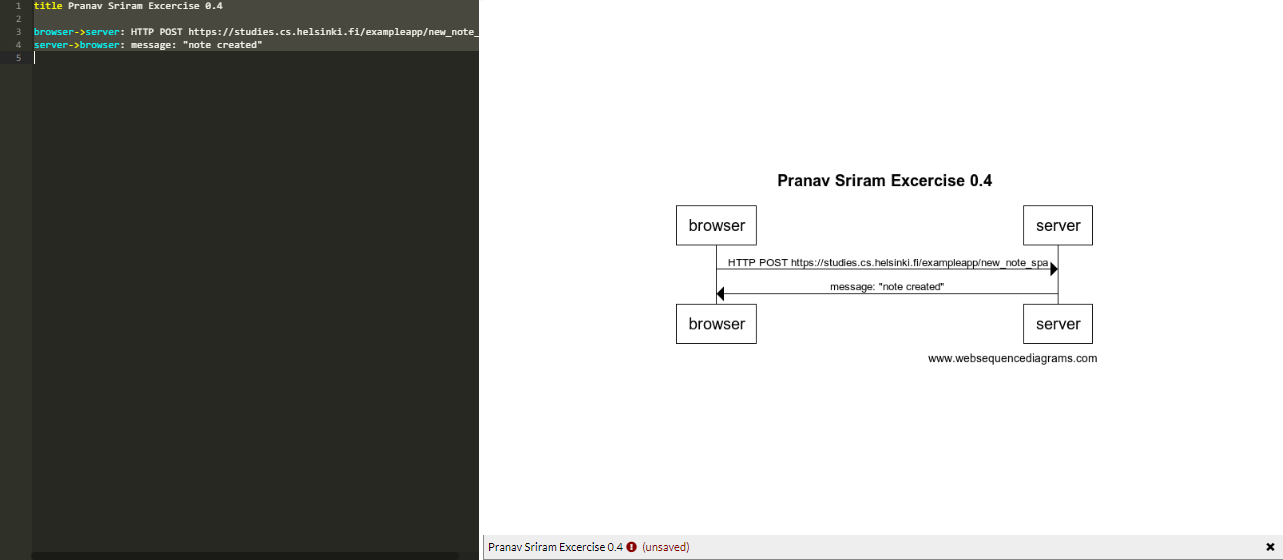 1 title Pranav Sriram Excercise 0.4
2
3 browser->server: HTTP POST https://studies.cs.helsinki.fi/exampleapp/new_note_
4 server->browser: message: "note created"
5
Pranav Sriram Excercise 0.4
browser server
HTTP POST https://studies.cs.helsinki.fi/exampleapp/new_note_spa
message: "note created"
browser server
www.websequencediagrams.com
Pranav Sriram Excercise 0.4 (unsaved)